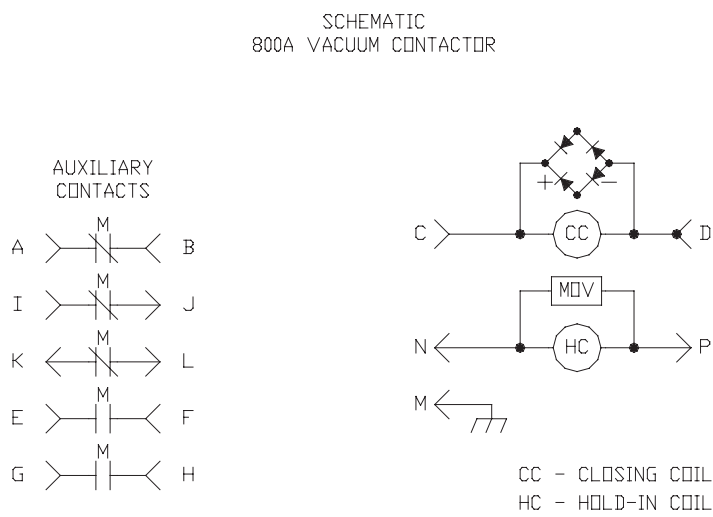 SCHEMATIC
800A VACUUM CONTACTOR
AUXILIARY
CONTACTS
M
A
B
M
I
J
M
K
L
M
E
F
M
G
H
+
-
C
CC
D
MOV
N
HC
P
M
CC - CLOSING COIL
HC - HOLD-IN COIL